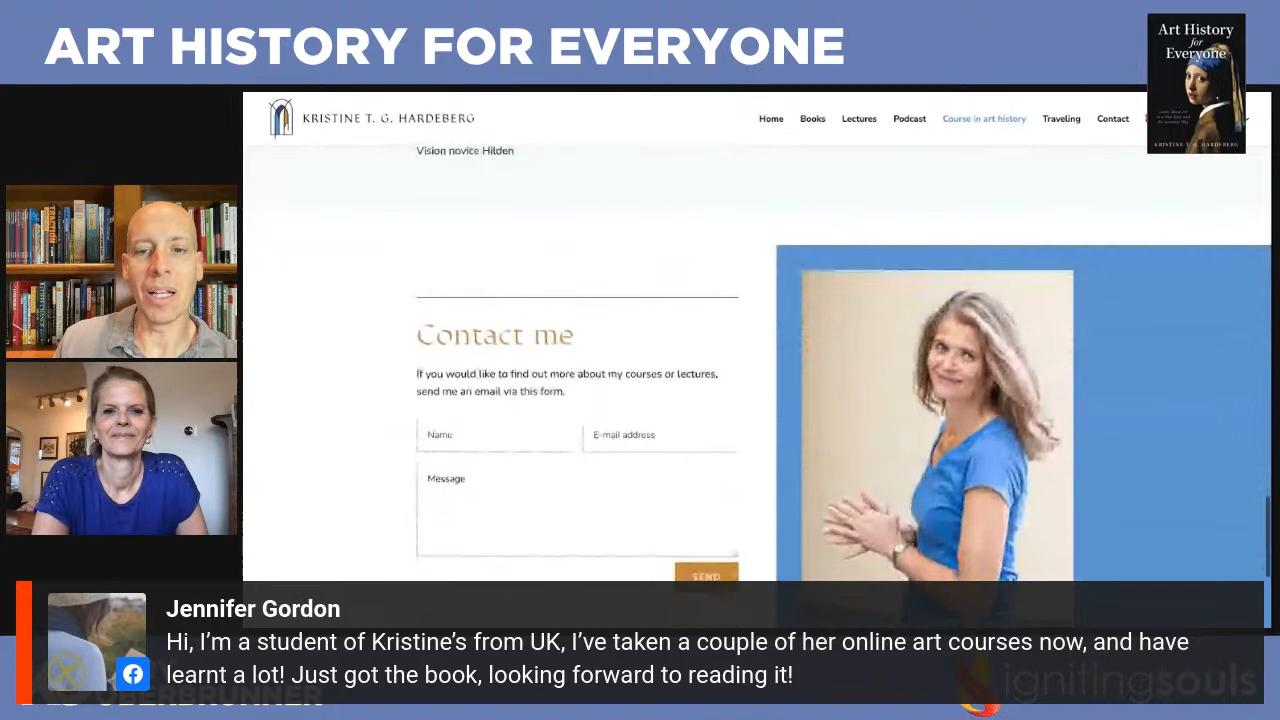 ART HISTORY FOR EVERYONE
Art History
for
Everyone
KRISTINE T. G. HARDEBERG
KRISTINE T. G. HARDEBERG
Home Books Lectures Podcast Course in art history Traveling Contact
Vision novice Hilden
TRACTION
Contact me
If you would like to find out more about my courses or lectures,
send me an email via this form.
Name E-mail address
Message
SEND
Jennifer Gordon
Hi, I’m a student of Kristine’s from UK, I’ve taken a couple of her online art courses now, and have
learnt a lot! Just got the book, looking forward to reading it!
OBERBRUNNER
ignitingsouls